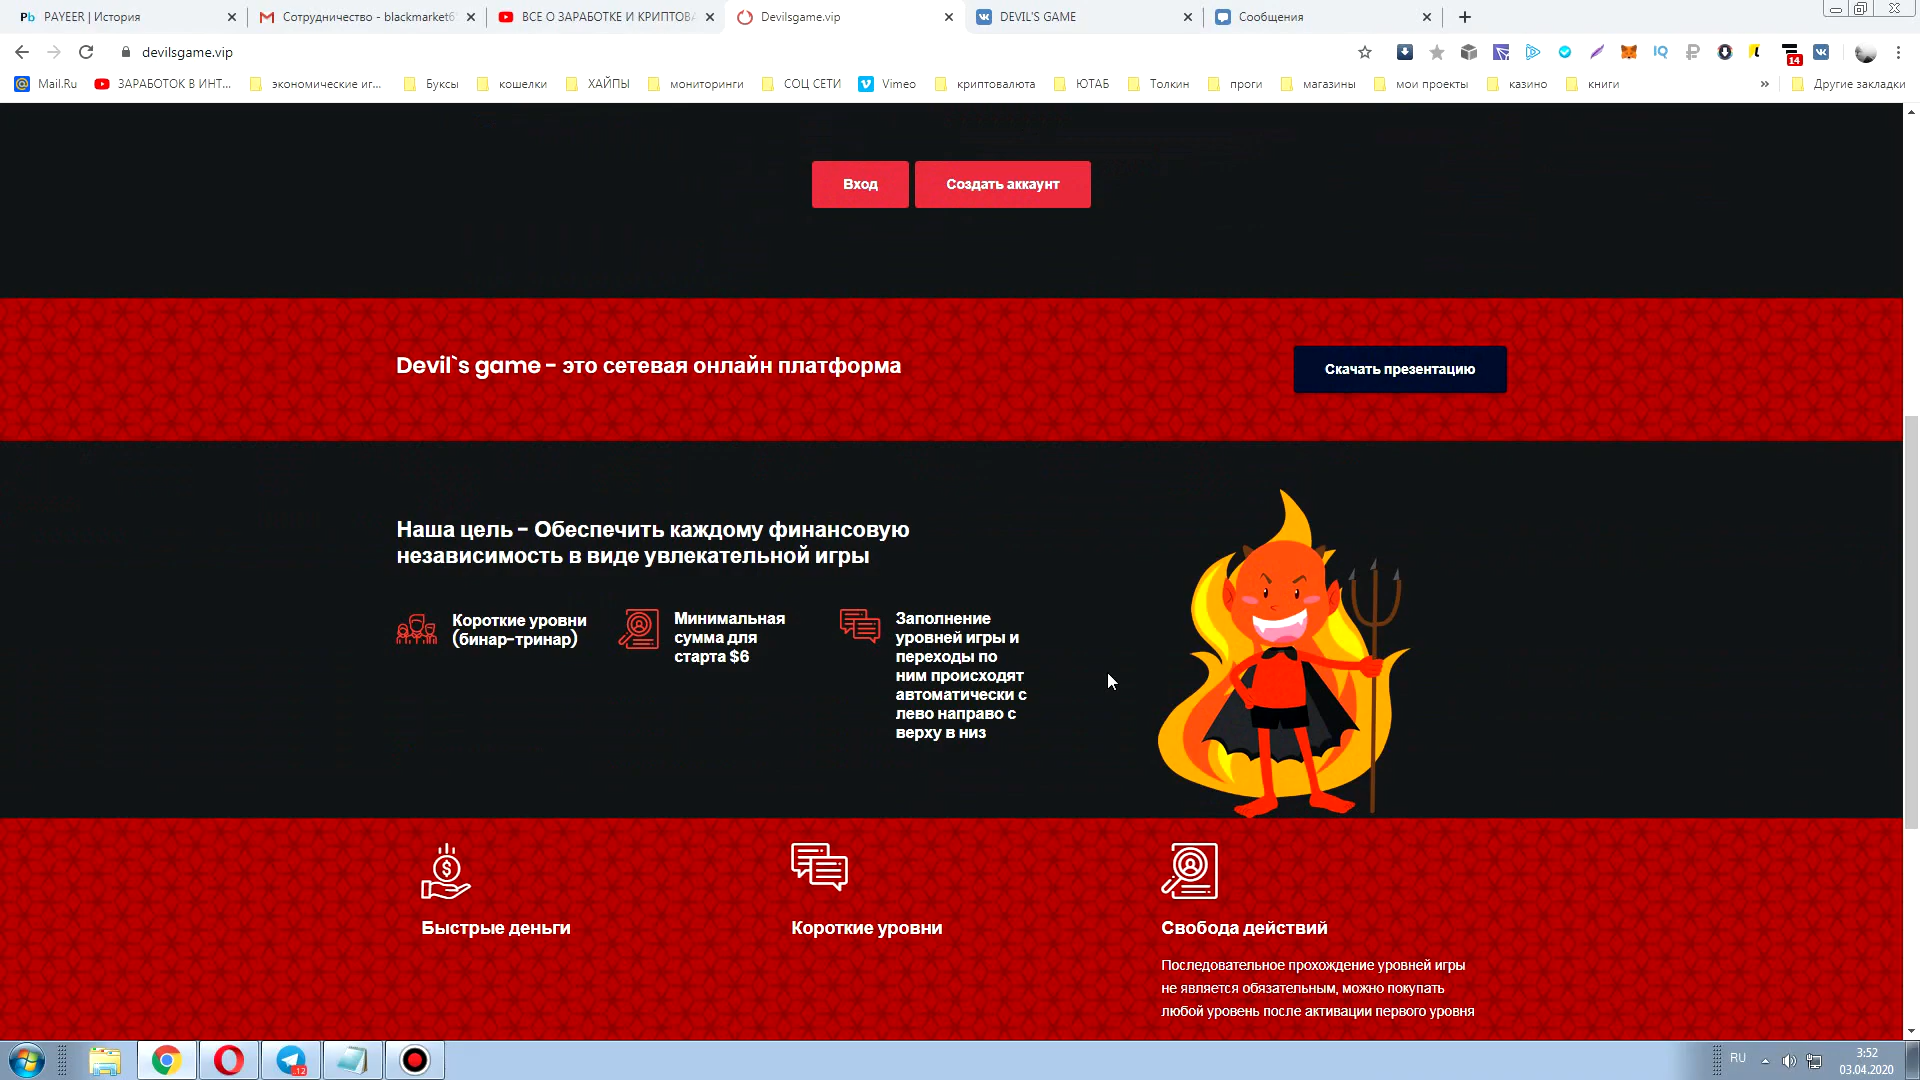 PAYEER | История
Сотрудничество - blackmarket6
ВСЕ О ЗАРАБОТКЕ И КРИПТОВА
Devilsgame.vip
DEVIL'S GAME
Сообщения
devilsgame.vip
14
Mail.Ru
ЗАРАБОТОК В ИНТ...
экономические иг...
Буксы
кошелки
ХАЙПЫ
мониторинги
СОЦ СЕТИ
Vimeo
криптовалюта
ЮТАБ
Толкин
проги
магазины
мои проекты
казино
книги
»
Другие закладки
Вход
Создать аккаунт
Devil`s game - это сетевая онлайн платформа
Скачать презентацию
Наша цель - Обеспечить каждому финансовую
независимость в виде увлекательной игры
Короткие уровни
(бинар-тринар)
Минимальная
сумма для
старта $6
Заполнение
уровней игры и
переходы по
ним происходят
автоматически с
лево направо с
верху в низ
Быстрые деньги
Короткие уровни
Свобода действий
Последовательное прохождение уровней игры
не является обязательным, можно покупать
любой уровень после активации первого уровня
.12
RU
3:52
03.04.2020